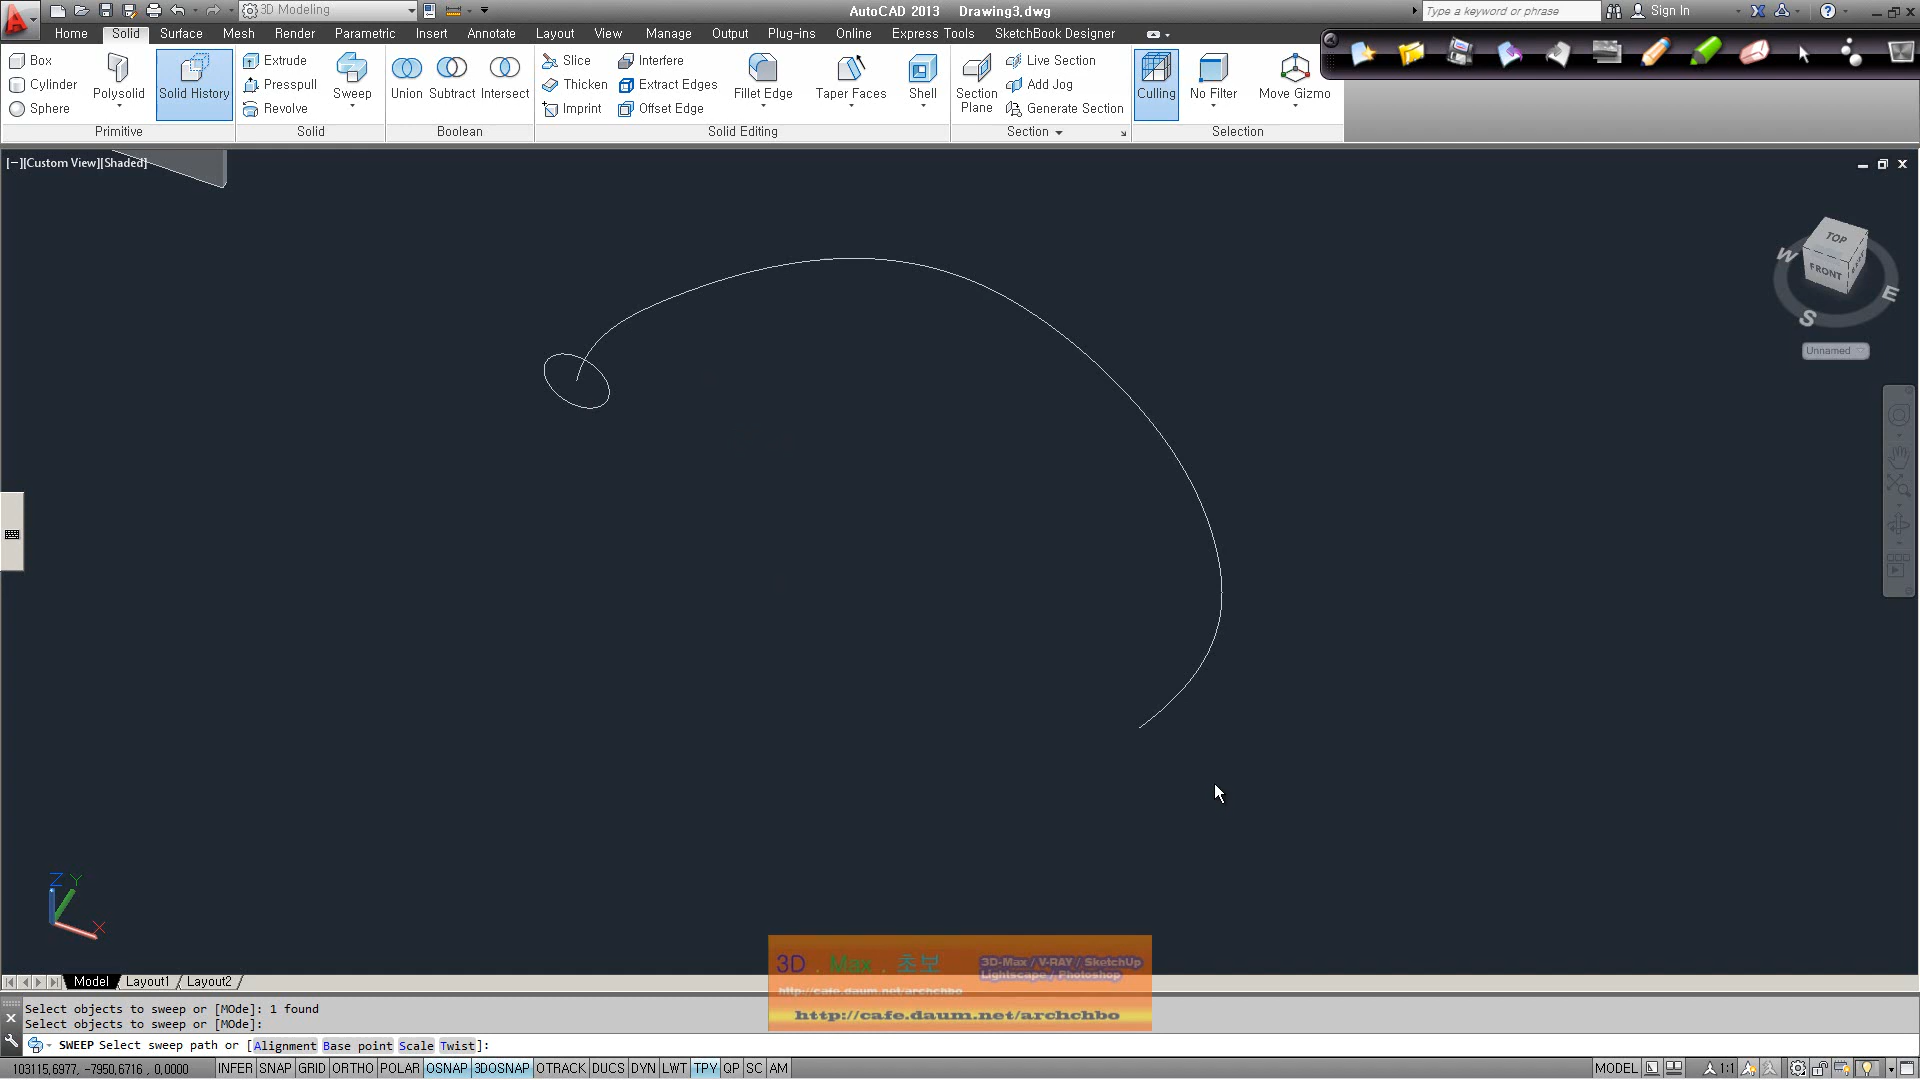 3D Modeling
AutoCAD 2013 Drawing3.dwg
Type a keyword or phrase
Sign In
Home Solid Surface Mesh Render Parametric Insert Annotate Layout View Manage Output Plug-ins Online Express Tools SketchBook Designer
Box
Cylinder
Sphere
Polysolid
Solid History
Primitive
Extrude
Presspull
Revolve
Sweep
Solid
Union Subtract Intersect
Boolean
Slice
Thicken
Imprint
Interfere
Extract Edges
Offset Edge
Fillet Edge
Taper Faces
Shell
Solid Editing
Section
Plane
Live Section
Add Jog
Generate Section
Section
Culling
No Filter
Move Gizmo
Selection
[−][Custom View][Shaded]
TOP
FRONT
W
S
E
Unnamed
Z Y
X
Model Layout1 Layout2
3D . Max . 초보
3D-Max / V-RAY / SketchUp
Lightscape / Photoshop
http://cafe.daum.net/archchbo
http://cafe.daum.net/archchbo
Select objects to sweep or [MOde]: 1 found
Select objects to sweep or [MOde]:
SWEEP Select sweep path or [Alignment Base point Scale Twist]:
103115,6977, -7950,6716 , 0,0000
INFER SNAP GRID ORTHO POLAR OSNAP 3DOSNAP OTRACK DUCS DYN LWT TPY QP SC AM
MODEL
1:1